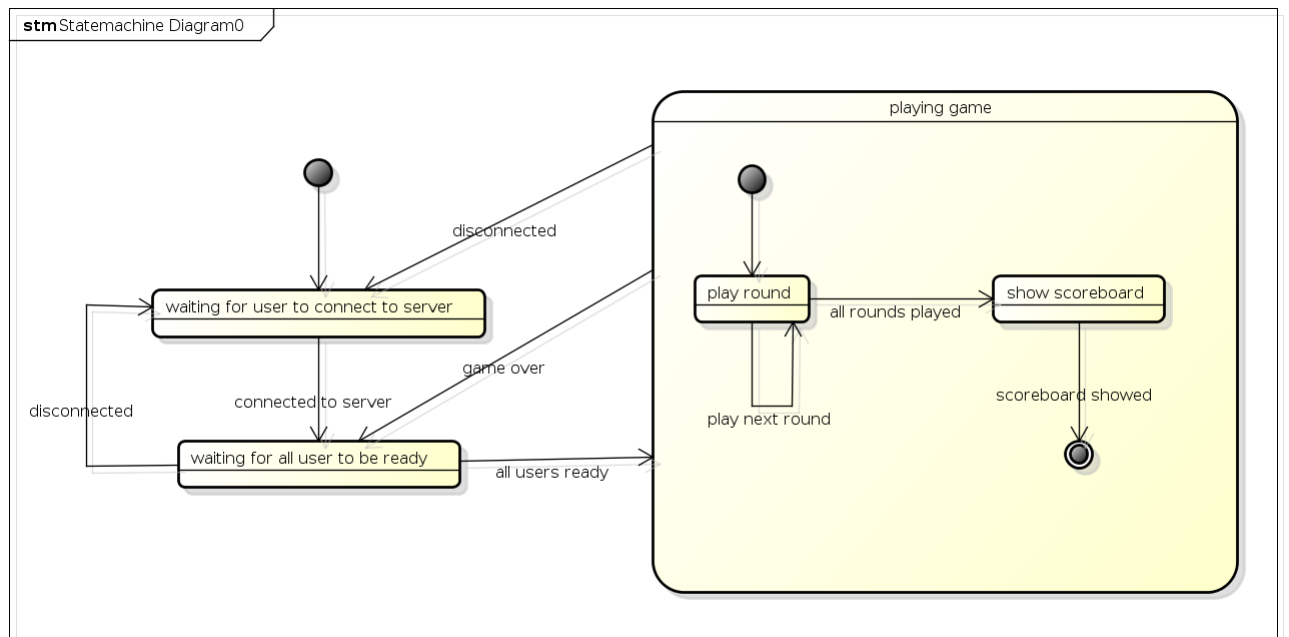 stm Statemachine Diagram0
playing game
disconnected
waiting for user to connect to server
play round
show scoreboard
all rounds played
game over
scoreboard showed
connected to server
disconnected
play next round
waiting for all user to be ready
all users ready